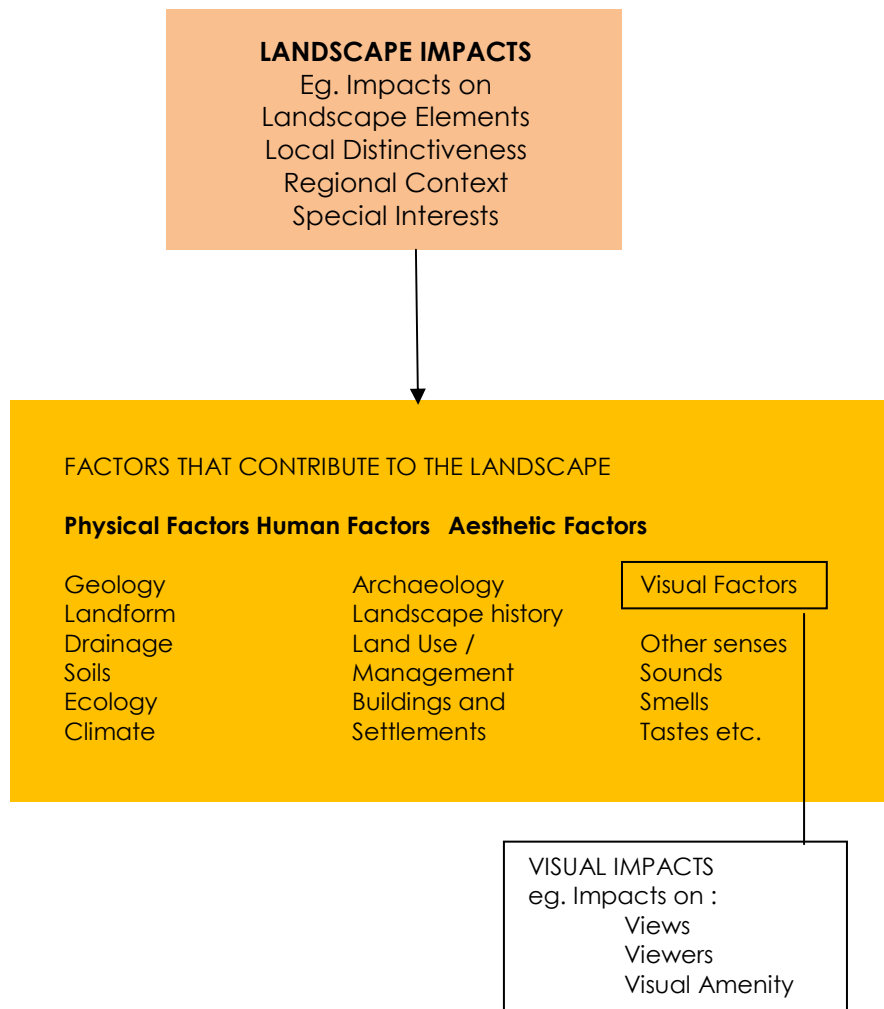 LANDSCAPE IMPACTS
Eg. Impacts on
Landscape Elements
Local Distinctiveness
Regional Context
Special Interests
FACTORS THAT CONTRIBUTE TO THE LANDSCAPE
Physical Factors Human Factors Aesthetic Factors
Geology
Landform
Drainage
Soils
Ecology
Climate
Archaeology
Landscape history
Land Use /
Management
Buildings and
Settlements
Visual Factors
Other senses
Sounds
Smells
Tastes etc.
VISUAL IMPACTS
eg. Impacts on :
Views
Viewers
Visual Amenity